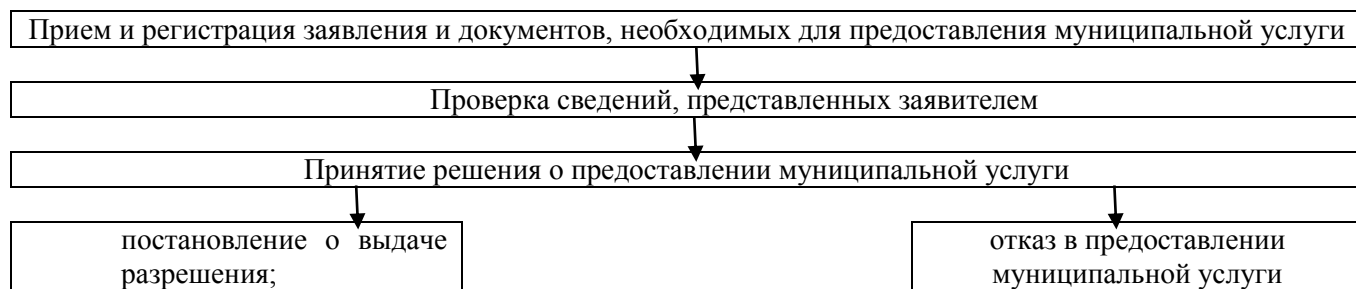 Прием и регистрация заявления и документов, необходимых для предоставления муниципальной услуги
Проверка сведений, представленных заявителем
Принятие решения о предоставлении муниципальной услуги
постановление о выдаче
разрешения;
отказ в предоставлении
муниципальной услуги